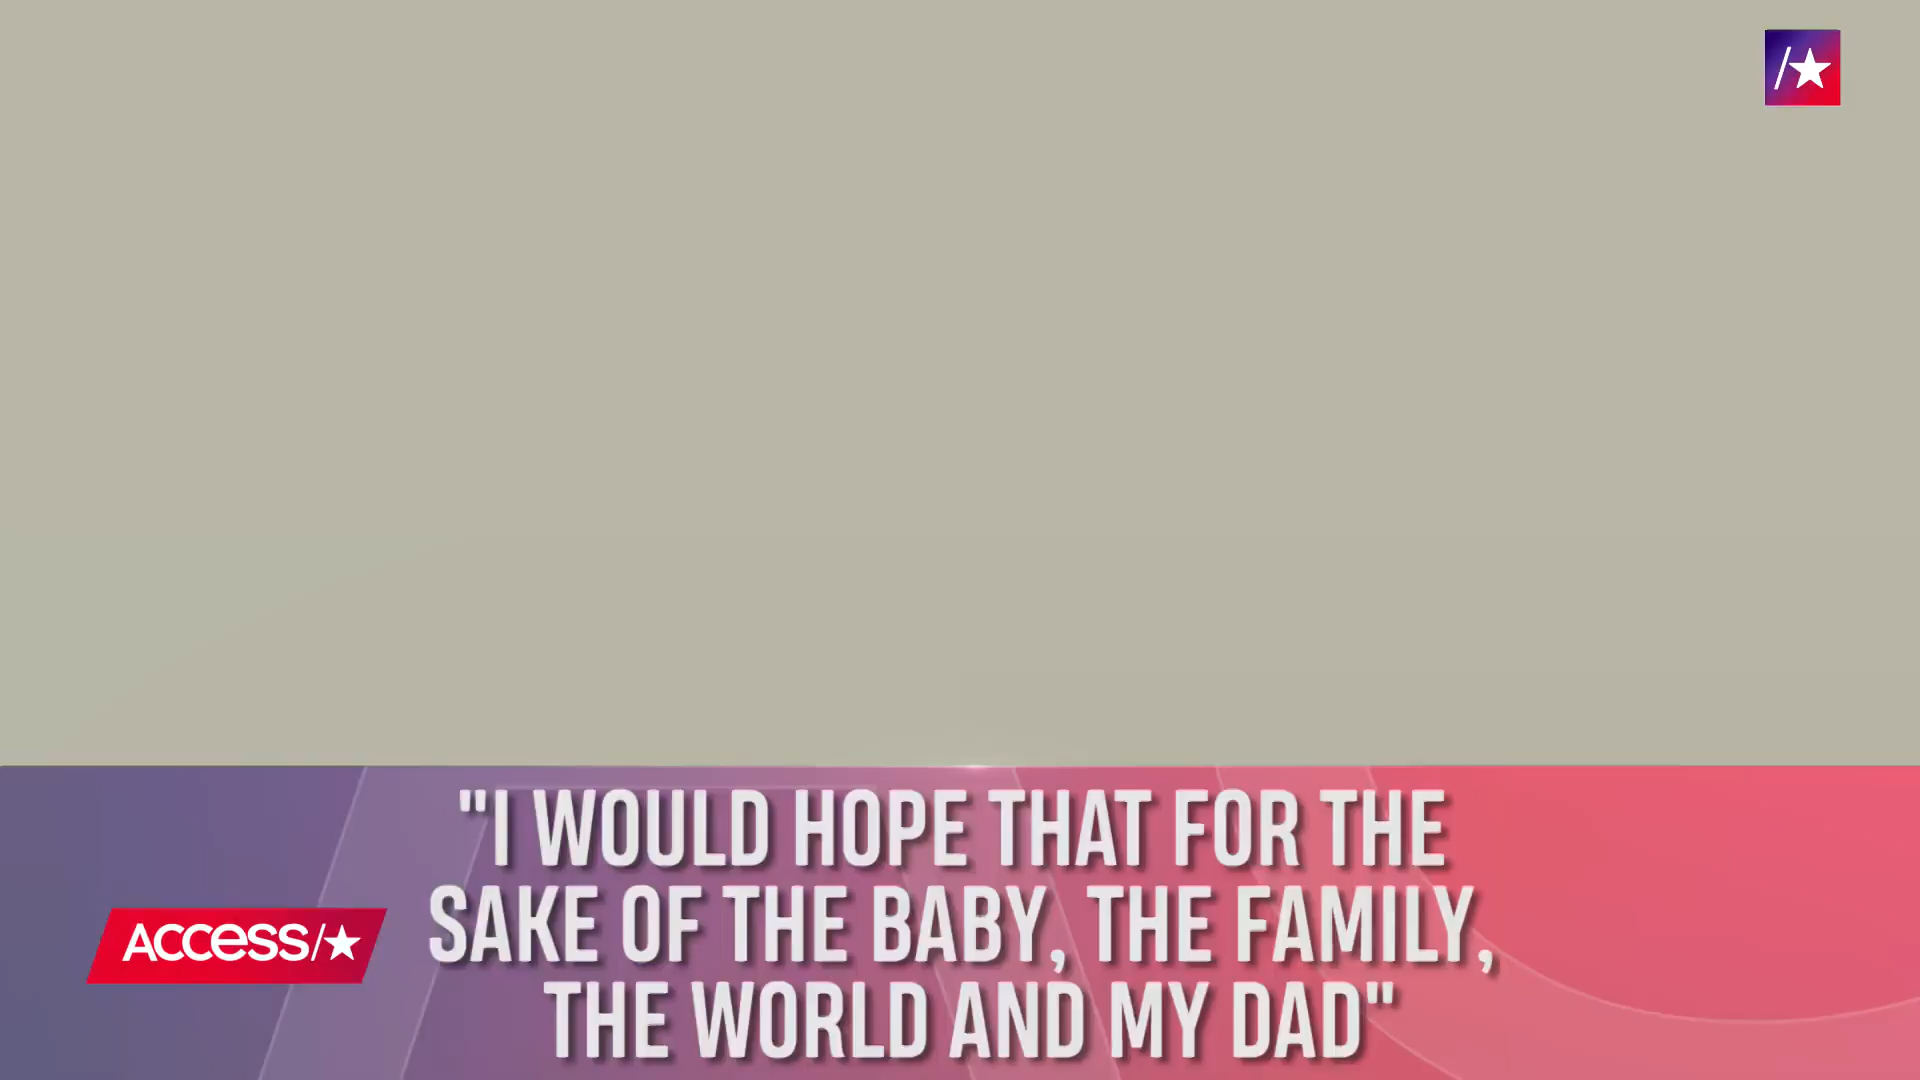 "I WOULD HOPE THAT FOR THE
SAKE OF THE BABY, THE FAMILY,
ACCESS/
THE WORLD AND MY DAD"